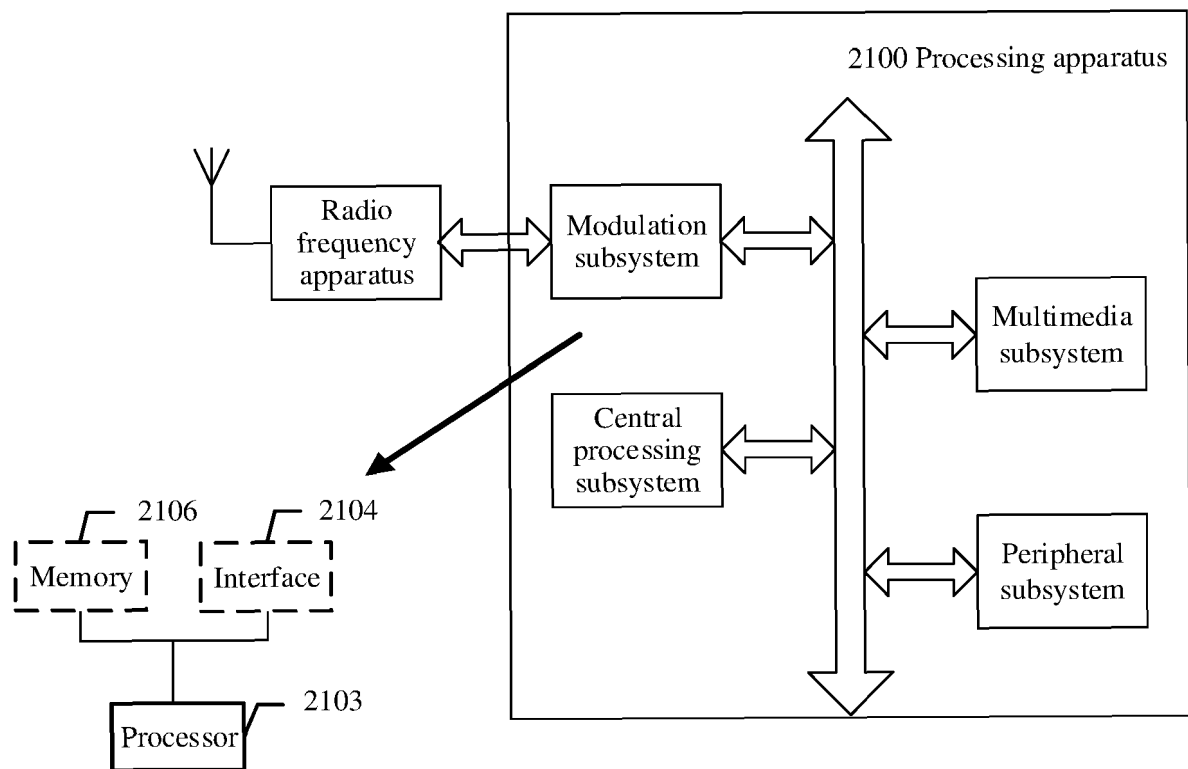 2100 Processing apparatus
Radio
frequency
apparatus
Modulation
subsystem
Multimedia
subsystem
Central
processing
subsystem
2106
2104
Memory
Interface
Peripheral
subsystem
2103
Processor